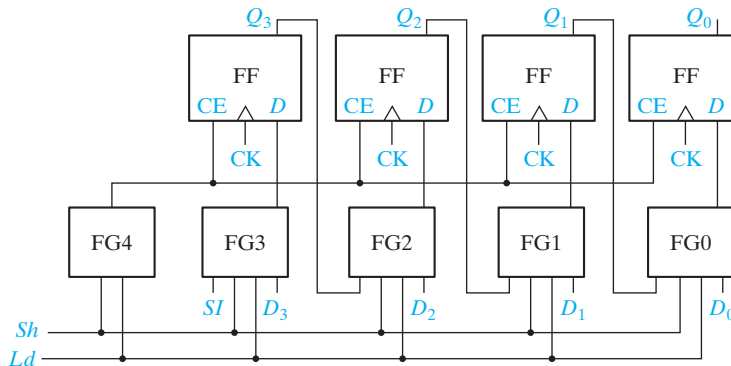 Q3 Q2 Q1 Q0
FF FF FF FF
CE D CE D CE D CE D
CK CK CK CK
FG4 FG3 FG2 FG1 FG0
SI D3 D2 D1 D0
Sh
Ld